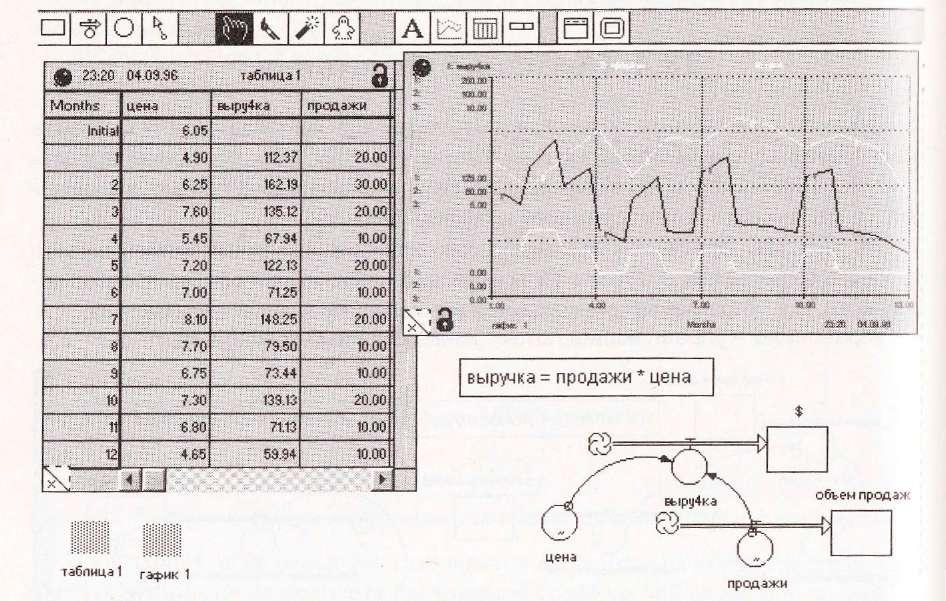 A
23:20 04.09.96 таблица 1
Months цена выру4ка продажи
Initial 6.05
1 4.90 112.37 20.00
2 6.25 162.19 30.00
3 7.60 135.12 20.00
4 5.45 67.94 10.00
5 7.20 122.13 20.00
6 7.00 71.25 10.00
7 8.10 148.25 20.00
8 7.70 79.50 10.00
9 6.75 73.44 10.00
10 7.30 139.13 20.00
11 6.80 71.13 10.00
12 4.65 59.94 10.00
1: выру4ка
1: 250.00
2: 100.00
3: 10.00
1: 125.00
2: 50.00
3: 5.00
1: 0.00
2: 0.00
3: 0.00
1.00 4.00 7.00 10.00 13.00
гафик 1 Months 23:20 04.09.96
выручка = продажи * цена
$
выру4ка
объем продаж
цена
продажи
таблица 1 гафик 1